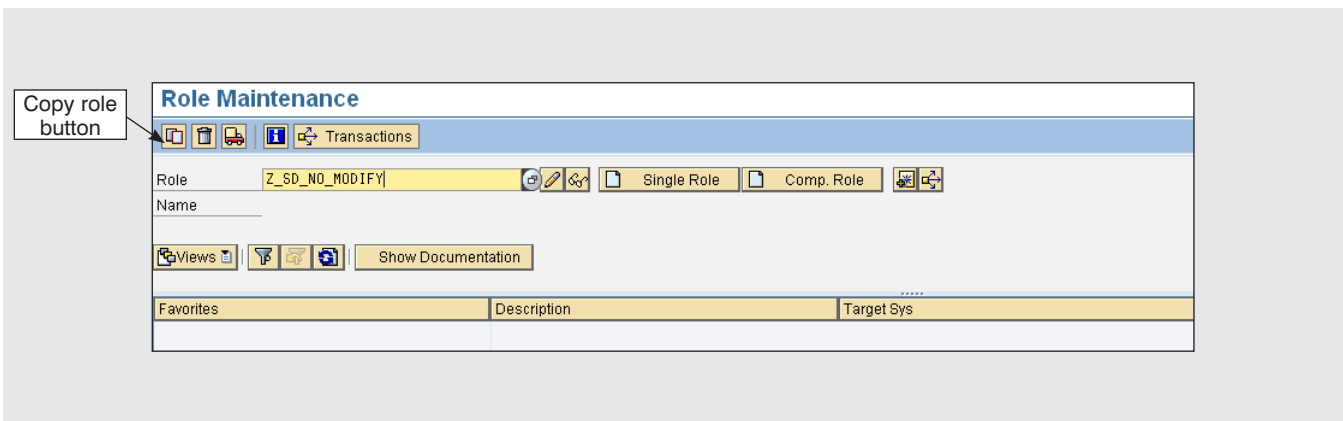 Copy role
button
Role Maintenance
Transactions
Role Z_SD_NO_MODIFY Single Role Comp. Role
Name
Views Show Documentation
Favorites Description Target Sys